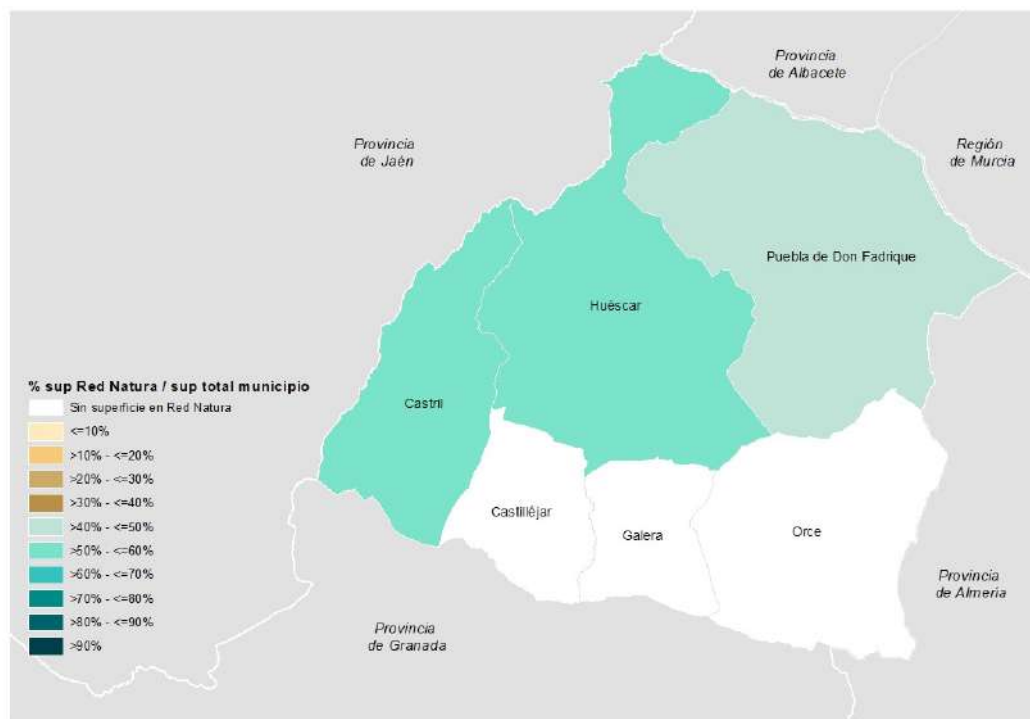 Provincia
de Albacete
Provincia
de Jaén
Región
de Murcia
Puebla de Don Fadrique
Huéscar
% sup Red Natura / sup total municipio
Sin superficie en Red Natura
<=10%
>10% - <=20%
>20% - <=30%
>30% - <=40%
>40% - <=50%
>50% - <=60%
>60% - <=70%
>70% - <=80%
>80% - <=90%
>90%
Castril
Castilléjar
Galera
Orce
Provincia
de Almería
Provincia
de Granada